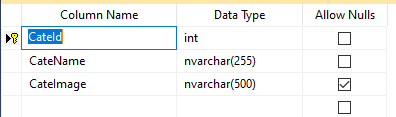 Column Name Data Type Allow Nulls
CateId int
CateName nvarchar(255)
CateImage nvarchar(500)